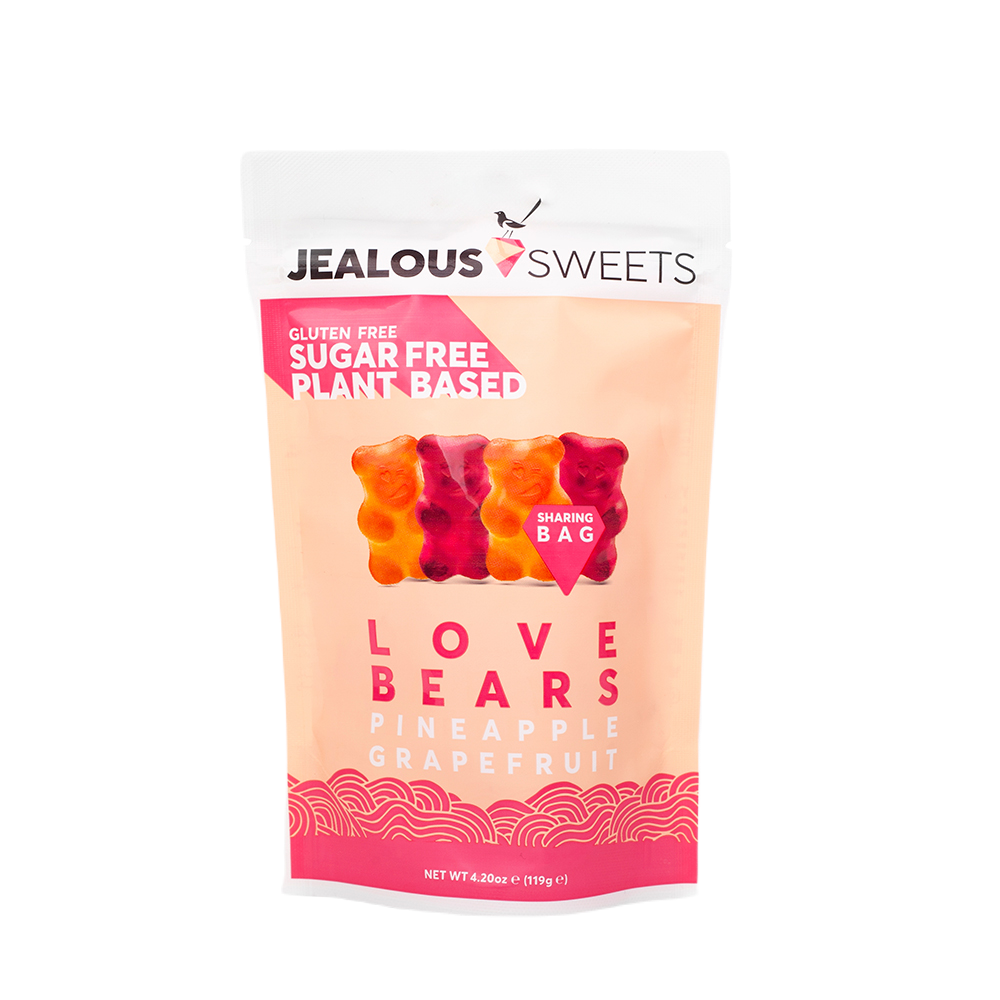 JEALOUS SWEETS
GLUTEN FREE
SUGAR FREE
PLANT BASED
SHARING
BAG
LOVE
BEARS
PINEAPPLE
GRAPEFRUIT
NET WT 4.20oz ℮ (119g ℮)